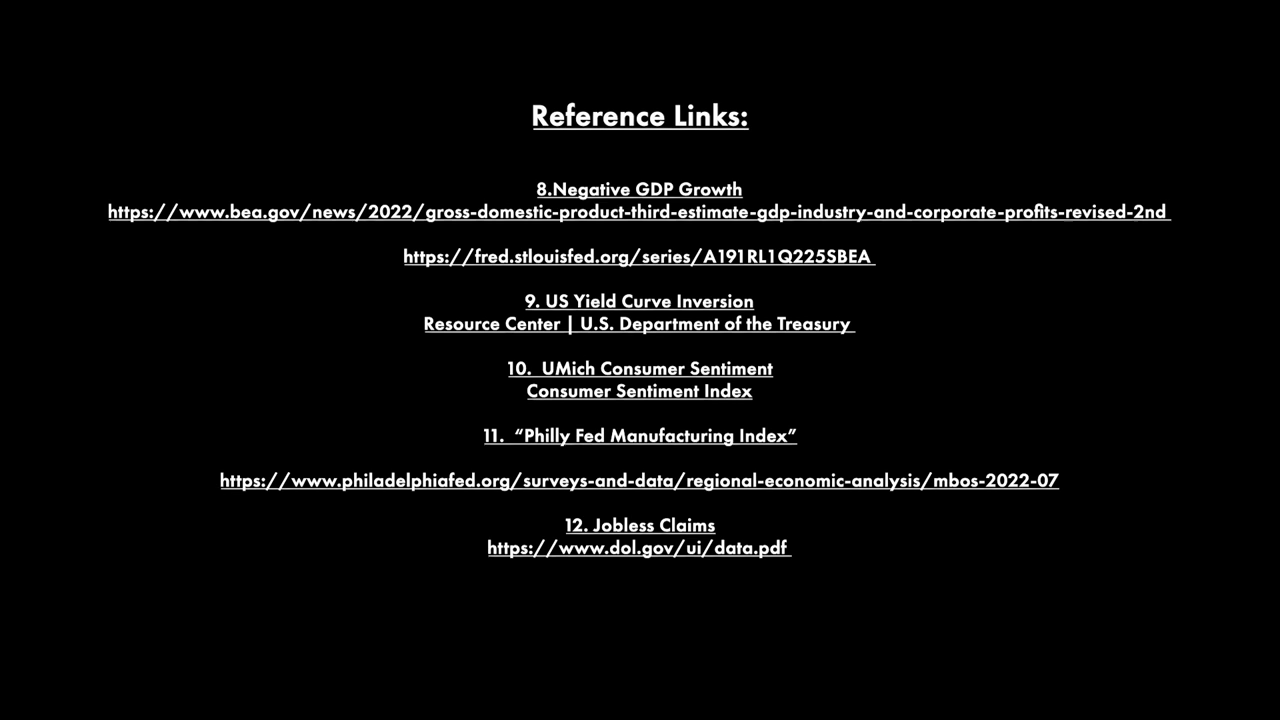 Reference Links:
8.Negative GDP Growth
https://www.bea.gov/news/2022/gross-domestic-product-third-estimate-gdp-industry-and-corporate-profits-revised-2nd
https://fred.stlouisfed.org/series/A191RL1Q225SBEA
9. US Yield Curve Inversion
Resource Center | U.S. Department of the Treasury
10.  UMich Consumer Sentiment
Consumer Sentiment Index
11.  “Philly Fed Manufacturing Index”
https://www.philadelphiafed.org/surveys-and-data/regional-economic-analysis/mbos-2022-07
12. Jobless Claims
https://www.dol.gov/ui/data.pdf